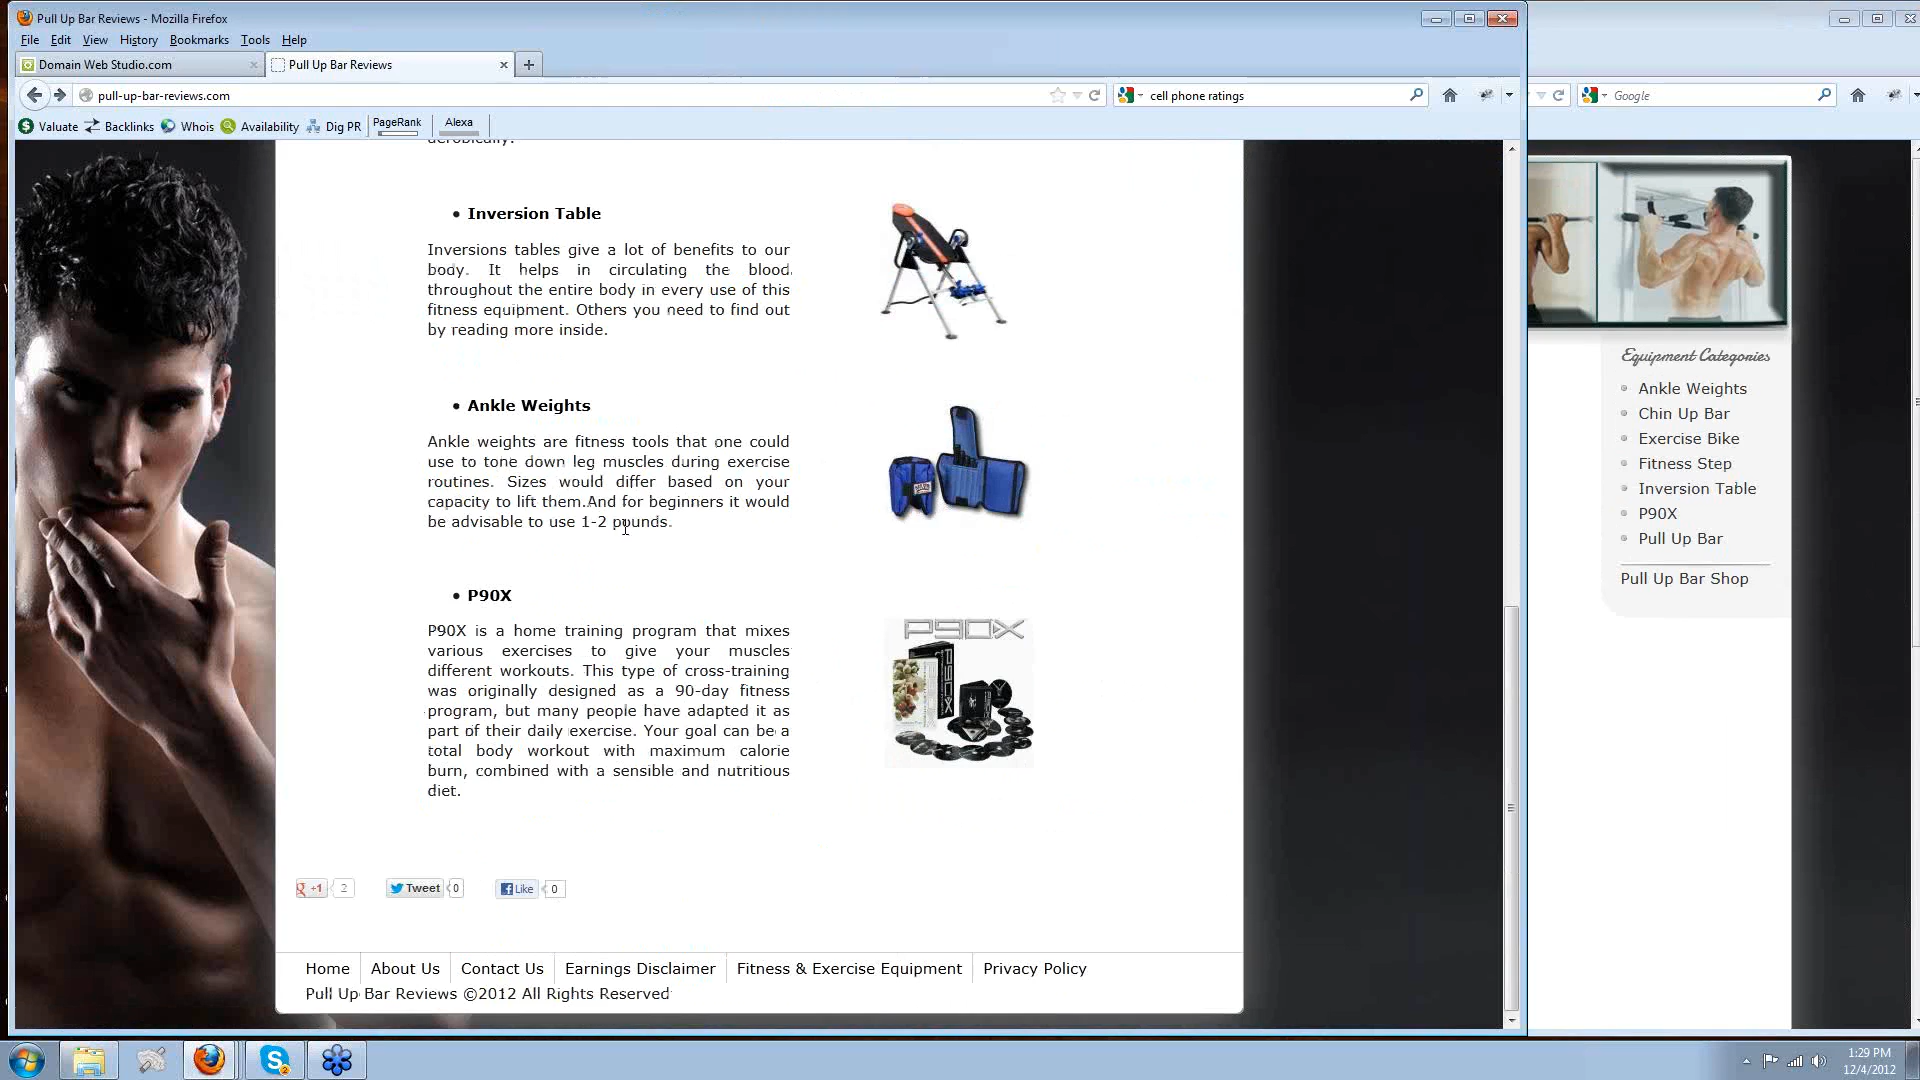 Pull Up Bar Reviews - Mozilla Firefox
File Edit View History Bookmarks Tools Help
Domain Web Studio.com
Pull Up Bar Reviews
pull-up-bar-reviews.com
cell phone ratings
Google
Valuate Backlinks Whois Availability Dig PR PageRank Alexa
aerobically.
• Inversion Table
Inversions tables give a lot of benefits to our
body. It helps in circulating the blood
throughout the entire body in every use of this
fitness equipment. Others you need to find out
by reading more inside.
• Ankle Weights
Ankle weights are fitness tools that one could
use to tone down leg muscles during exercise
routines. Sizes would differ based on your
capacity to lift them.And for beginners it would
be advisable to use 1-2 pounds.
• P90X
P90X is a home training program that mixes
various exercises to give your muscles
different workouts. This type of cross-training
was originally designed as a 90-day fitness
program, but many people have adapted it as
part of their daily exercise. Your goal can be a
total body workout with maximum calorie
burn, combined with a sensible and nutritious
diet.
P90X
P90X
+1 2 Tweet 0 Like 0
Home About Us Contact Us Earnings Disclaimer Fitness & Exercise Equipment Privacy Policy
Pull Up Bar Reviews ©2012 All Rights Reserved
Equipment Categories
Ankle Weights
Chin Up Bar
Exercise Bike
Fitness Step
Inversion Table
P90X
Pull Up Bar
Pull Up Bar Shop
2
1:29 PM
12/4/2012